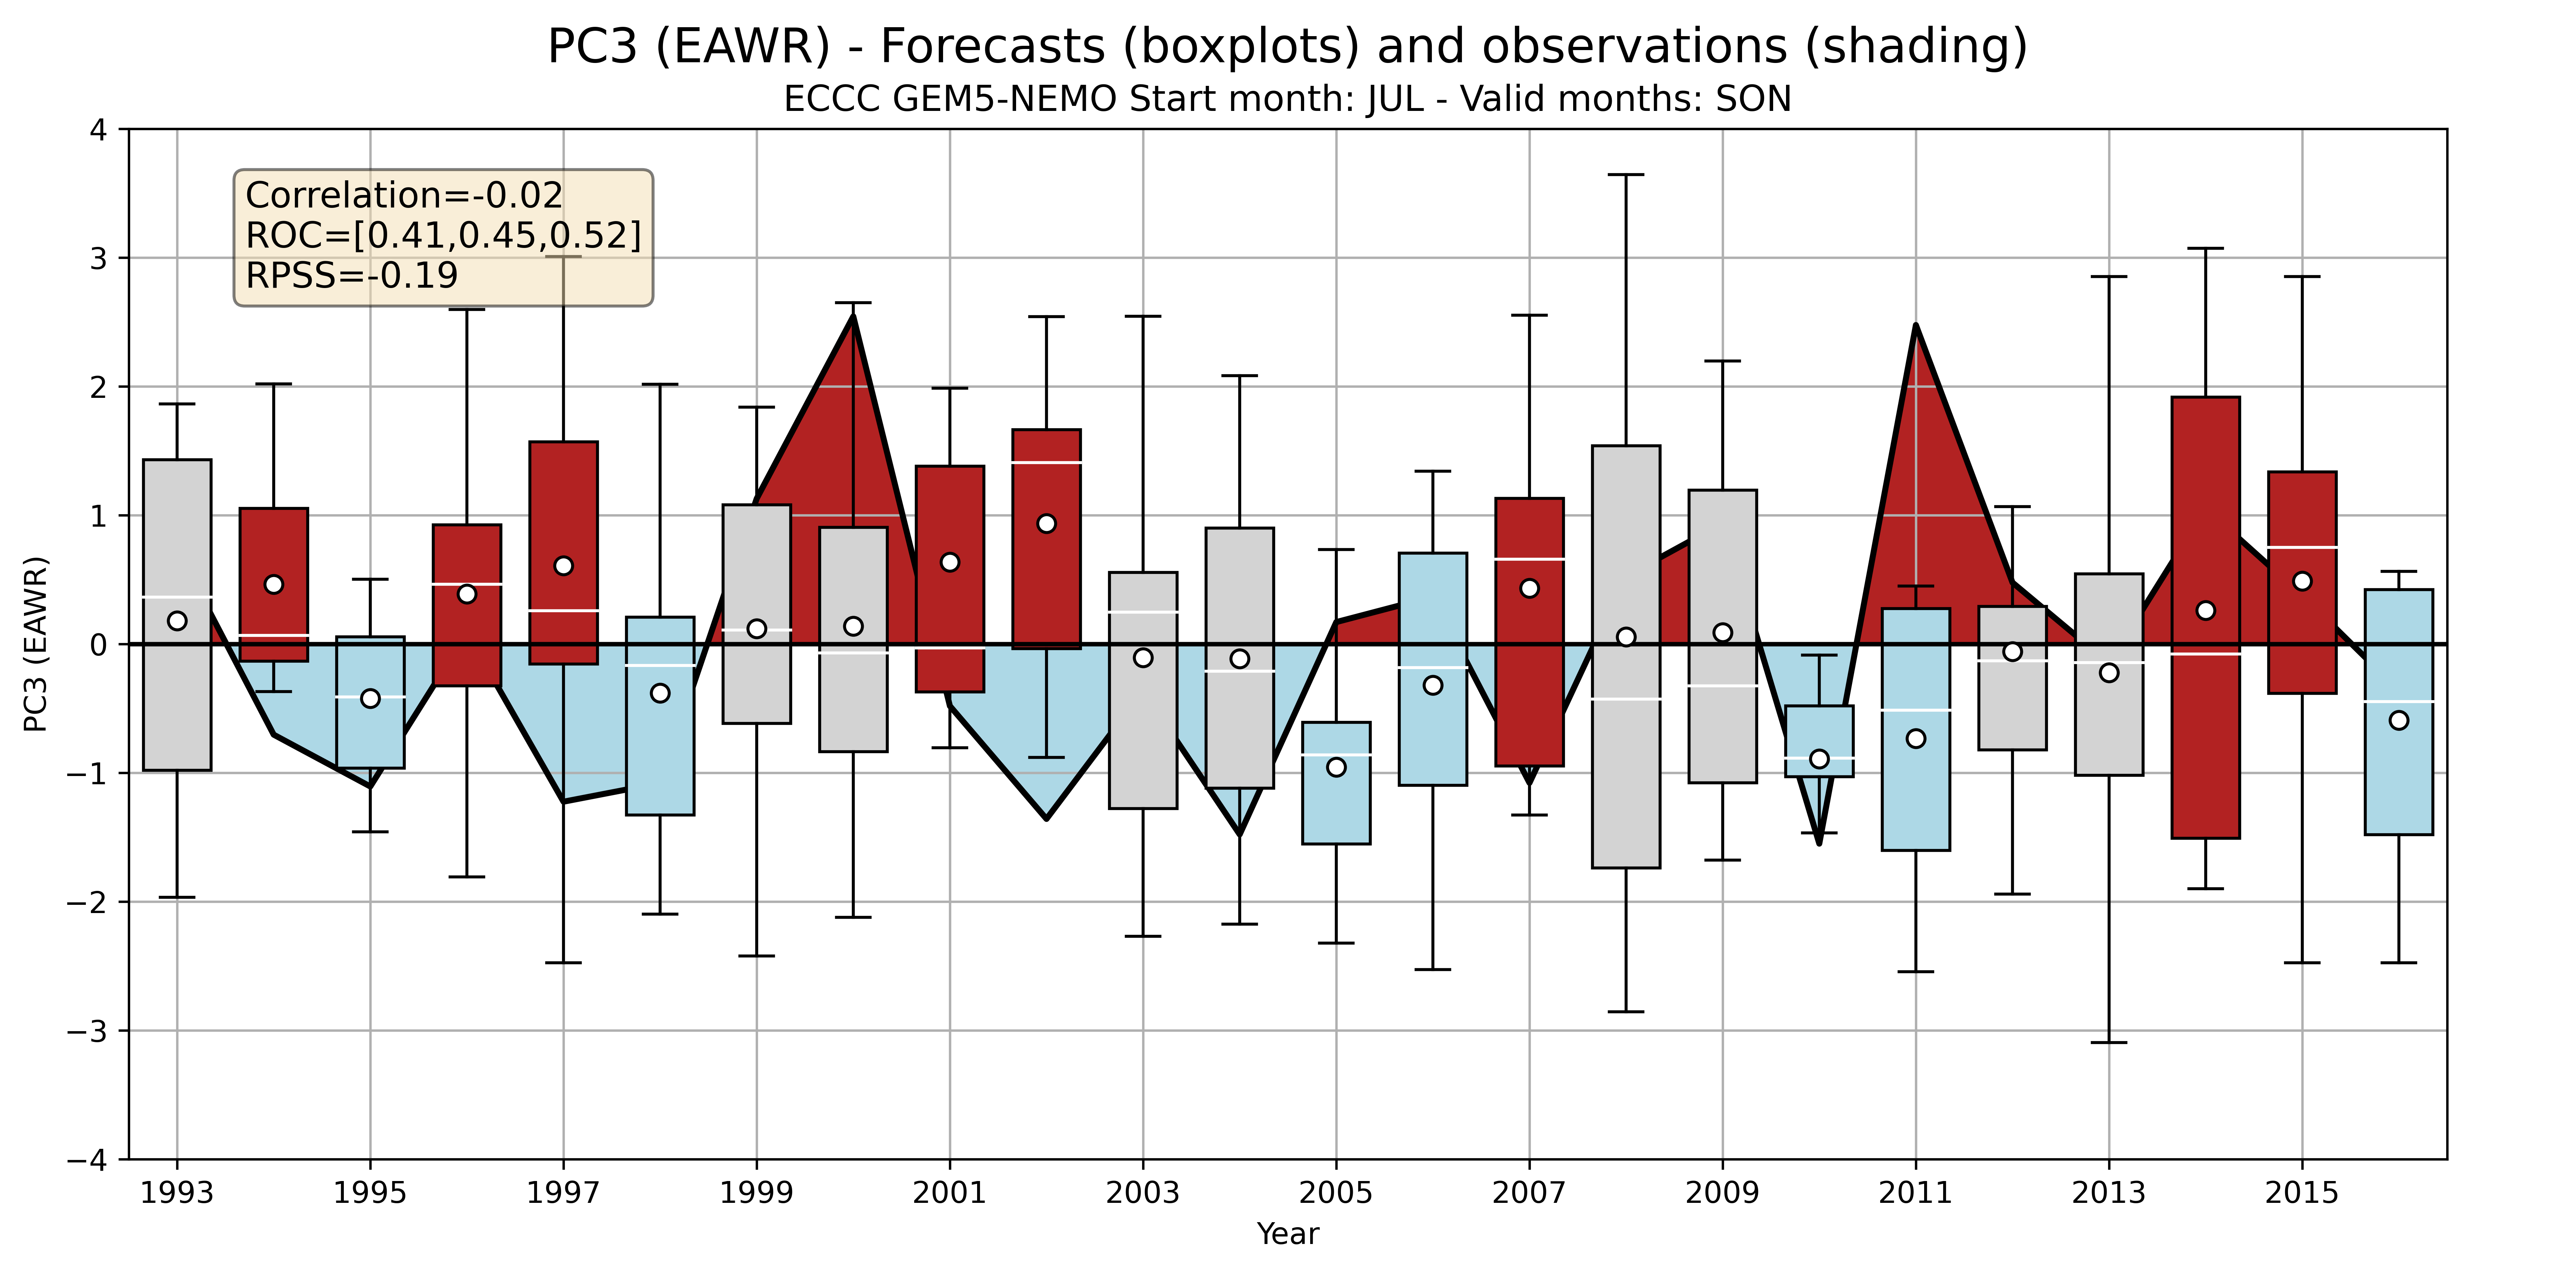 PC3 (EAWR) - Forecasts (boxplots) and observations (shading)
ECCC GEM5-NEMO Start month: JUL - Valid months: SON
Correlation=-0.02
ROC=[0.41,0.45,0.52]
RPSS=-0.19
PC3 (EAWR)
4
3
2
1
0
−1
−2
−3
−4
1993 1995 1997 1999 2001 2003 2005 2007 2009 2011 2013 2015
Year